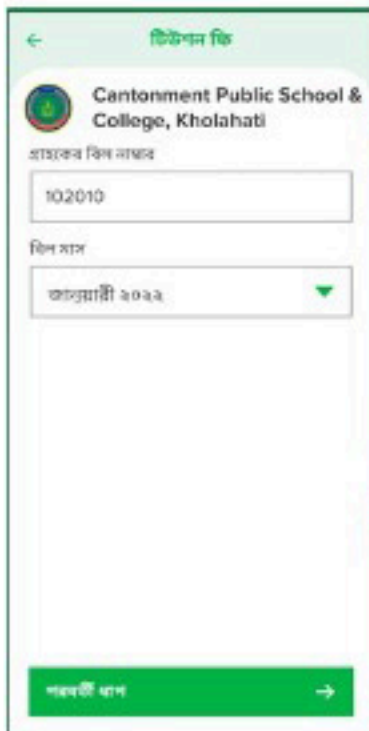 টিউশন ফি
Cantonment Public School &
College, Kholahati
গ্রাহকের বিল নাম্বার
102010
বিল মাস
জানুয়ারী ২০২২
পরবর্তী ধাপ